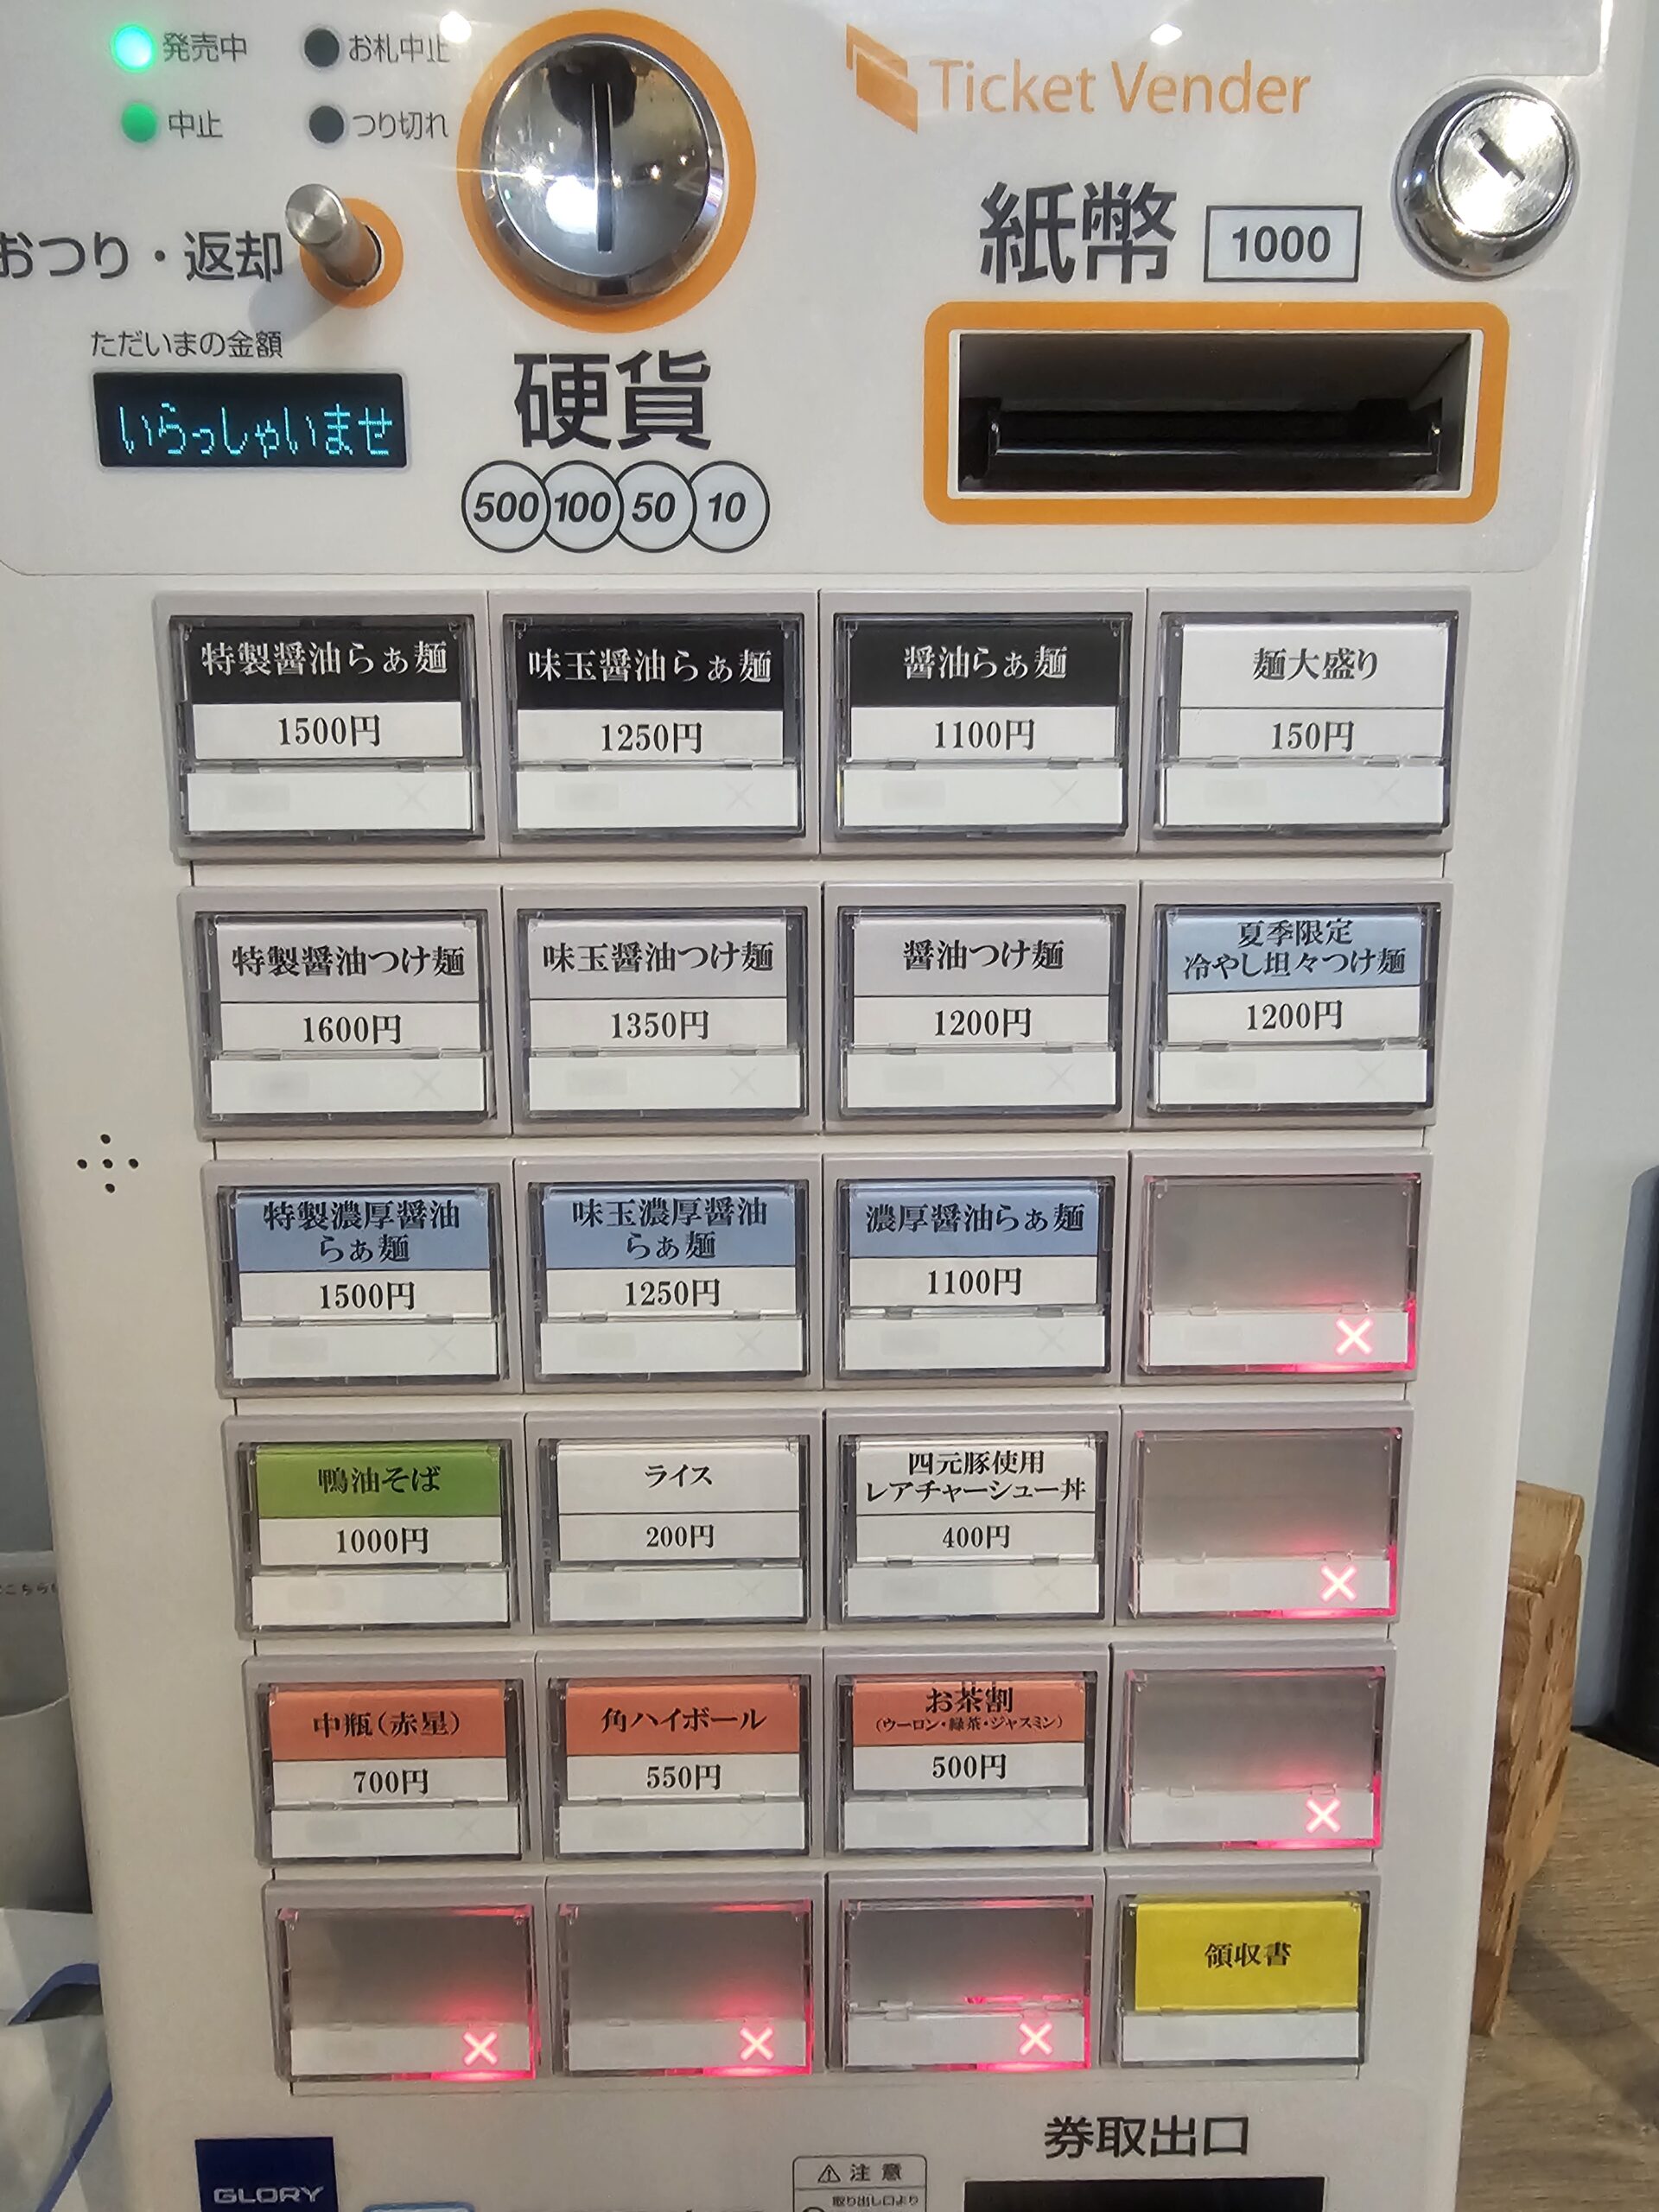 発売中
お札中止
中止
つり切れ
Ticket Vender
紙幣 1000
おつり・返却
ただいまの金額
いらっしゃいませ
硬貨
500 100 50 10
特製醤油らぁ麺
1500円
味玉醤油らぁ麺
1250円
醤油らぁ麺
1100円
麺大盛り
150円
特製醤油つけ麺
1600円
味玉醤油つけ麺
1350円
醤油つけ麺
1200円
夏季限定
冷やし坦々つけ麺
1200円
特製濃厚醤油
らぁ麺
1500円
味玉濃厚醤油
らぁ麺
1250円
濃厚醤油らぁ麺
1100円
鴨油そば
1000円
ライス
200円
四元豚使用
レアチャーシュー丼
400円
中瓶(赤星)
700円
角ハイボール
550円
お茶割
(ウーロン・緑茶・ジャスミン)
500円
領収書
券取出口
GLORY
注意
取り出し口より